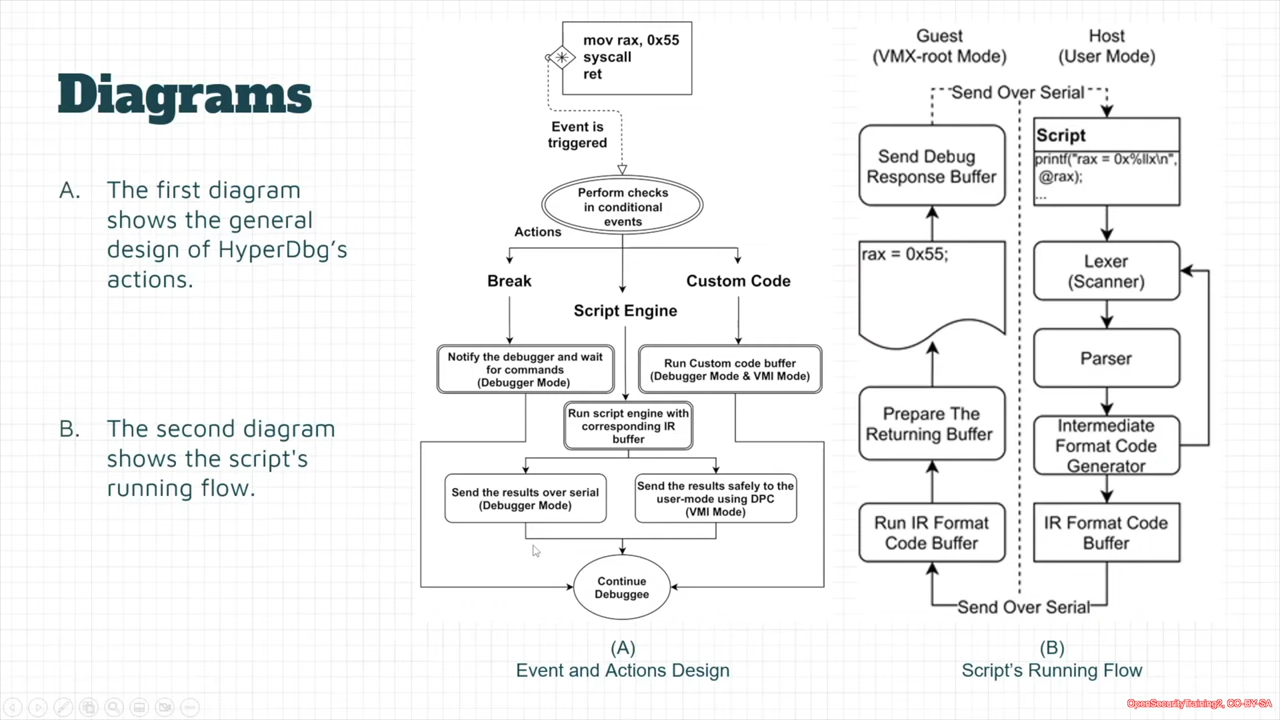 Diagrams
A. The first diagram
shows the general
design of HyperDbg’s
actions.
B. The second diagram
shows the script's
running flow.
mov rax, 0x55
syscall
ret
Event is
triggered
Perform checks
in conditional
events
Actions
Break
Script Engine
Custom Code
Notify the debugger and wait
for commands
(Debugger Mode)
Run Custom code buffer
(Debugger Mode & VMI Mode)
Run script engine with
corresponding IR
buffer
Send the results over serial
(Debugger Mode)
Send the results safely to the
user-mode using DPC
(VMI Mode)
Continue
Debuggee
(A)
Event and Actions Design
Guest
(VMX-root Mode)
Host
(User Mode)
Send Over Serial
Send Debug
Response Buffer
rax = 0x55;
Prepare The
Returning Buffer
Run IR Format
Code Buffer
Script
printf("rax = 0x%llx\n",
@rax);
...
Lexer
(Scanner)
Parser
Intermediate
Format Code
Generator
IR Format Code
Buffer
Send Over Serial
(B)
Script’s Running Flow
OpenSecurityTraining2, CC-BY-SA